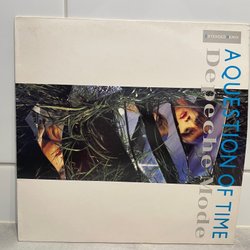 A QUESTION OF TIME
Depeche Mode